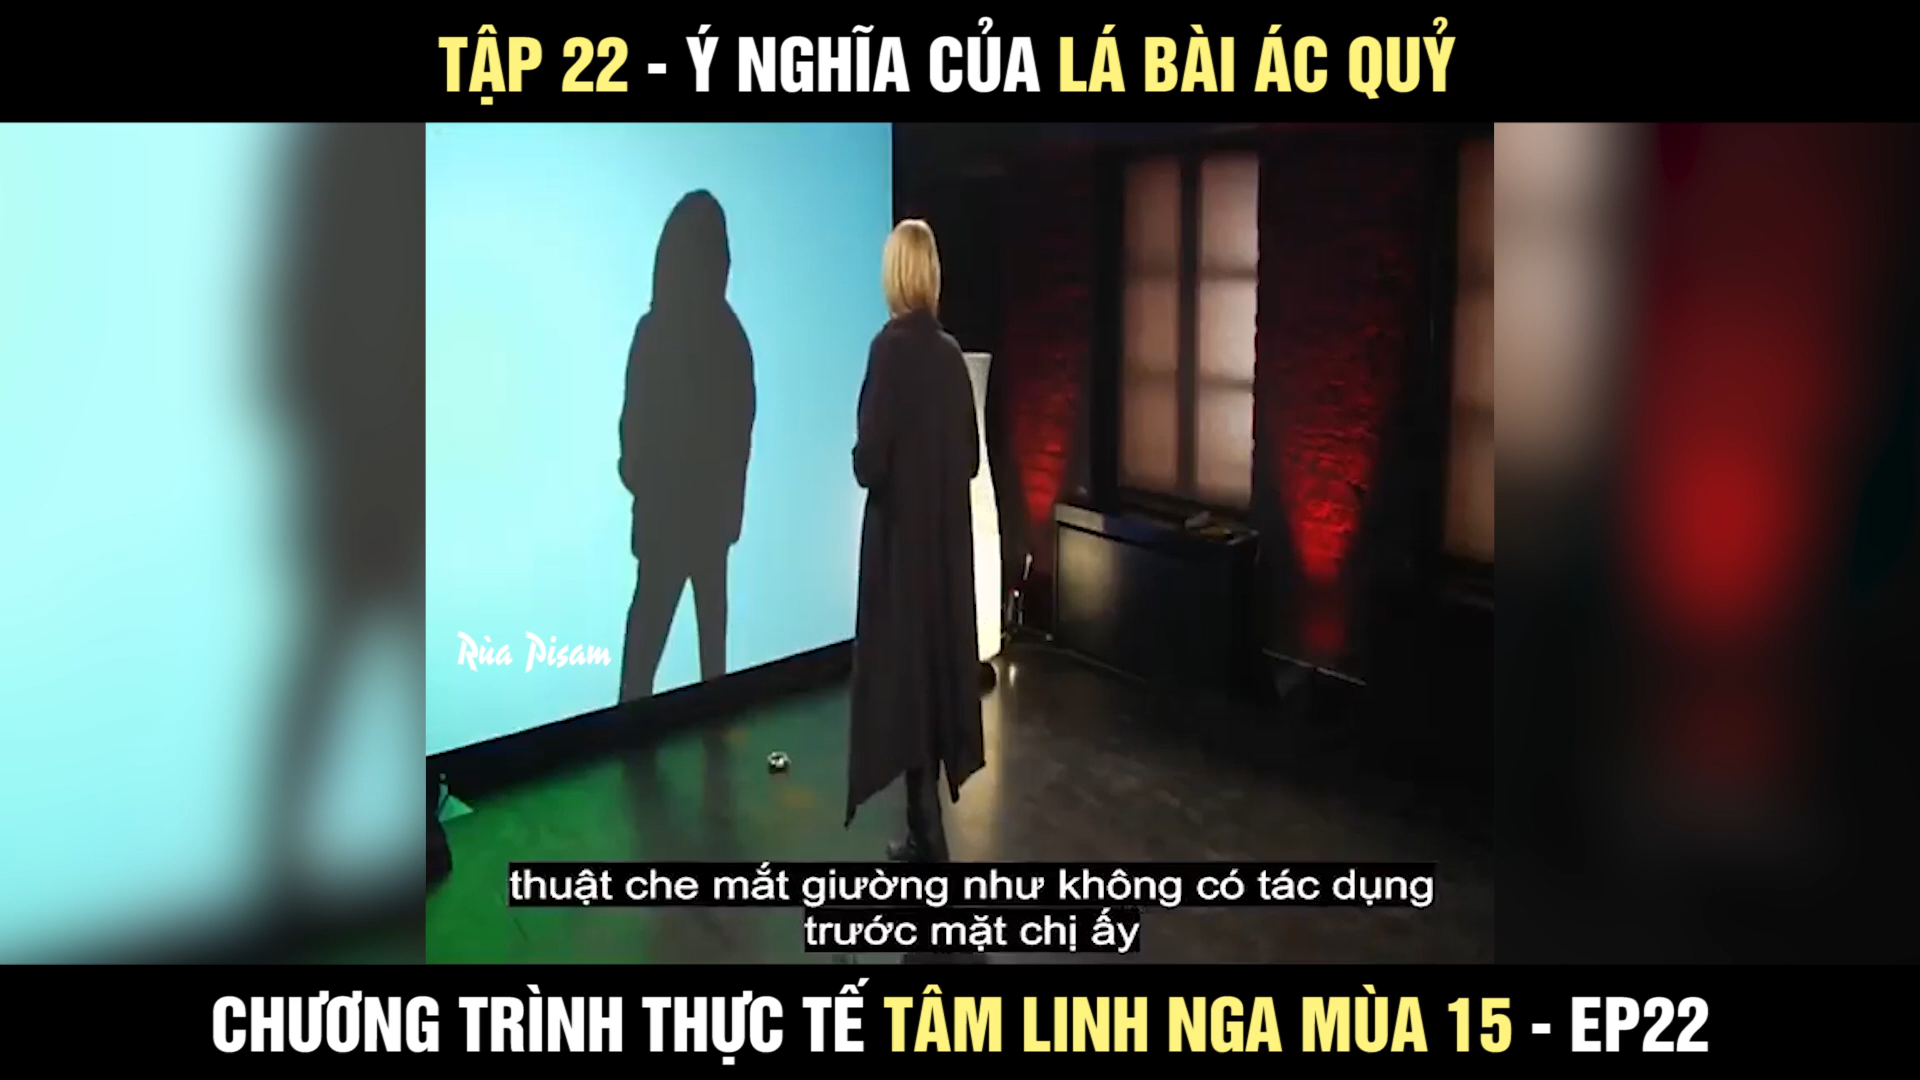 TẬP 22 - Ý NGHĨA CỦA LÁ BÀI ÁC QUỶ
Rùa Pisam
thuật che mắt giường như không có tác dụng
trước mặt chị ấy
CHƯƠNG TRÌNH THỰC TẾ TÂM LINH NGA MÙA 15 - EP22